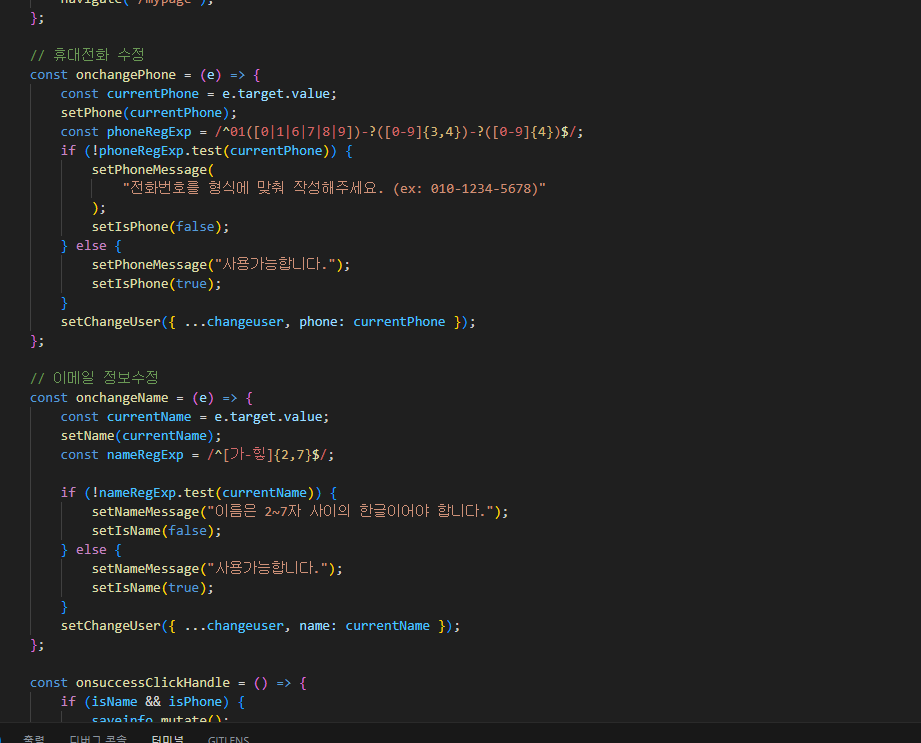 navigate("/mypage");
};
// 휴대전화 수정
const onchangePhone = (e) => {
const currentPhone = e.target.value;
setPhone(currentPhone);
const phoneRegExp = /^01([0|1|6|7|8|9])-?([0-9]{3,4})-?([0-9]{4})$/;
if (!phoneRegExp.test(currentPhone)) {
setPhoneMessage(
"전화번호를 형식에 맞춰 작성해주세요. (ex: 010-1234-5678)"
);
setIsPhone(false);
} else {
setPhoneMessage("사용가능합니다.");
setIsPhone(true);
}
setChangeUser({ ...changeuser, phone: currentPhone });
};
// 이메일 정보수정
const onchangeName = (e) => {
const currentName = e.target.value;
setName(currentName);
const nameRegExp = /^[가-힣]{2,7}$/;
if (!nameRegExp.test(currentName)) {
setNameMessage("이름은 2~7자 사이의 한글이어야 합니다.");
setIsName(false);
} else {
setNameMessage("사용가능합니다.");
setIsName(true);
}
setChangeUser({ ...changeuser, name: currentName });
};
const onsuccessClickHandle = () => {
if (isName && isPhone) {
saveinfo.mutate();
출력 디버그 콘솔 터미널 GITLENS